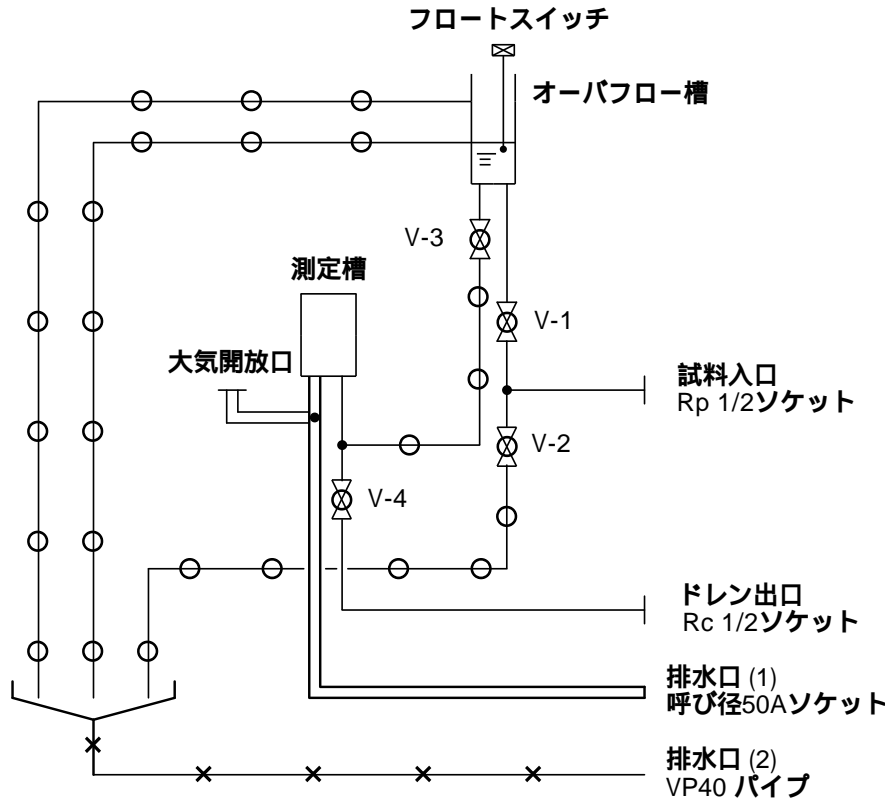 フロートスイッチ
オーバフロー槽
V-3
測定槽
V-1
大気開放口
試料入口
Rp 1/2ソケット
V-2
V-4
ドレン出口
Rc 1/2ソケット
排水口 (1)
呼び径50Aソケット
排水口 (2)
VP40 パイプ